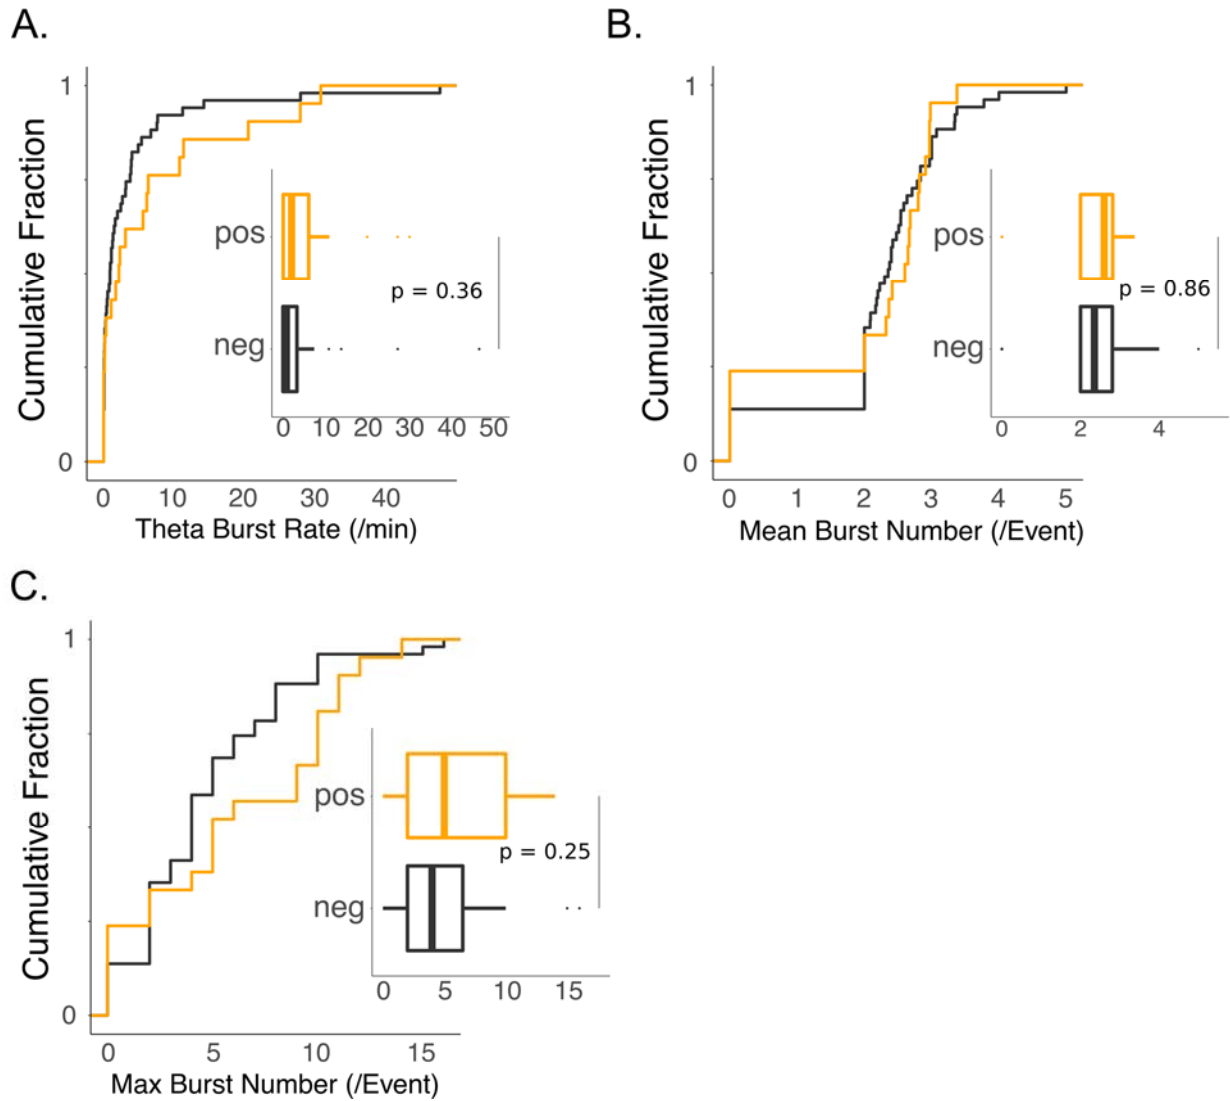 A.
1
Cumulative Fraction
0
pos
p = 0.36
neg
0 10 20 30 40 50
0 10 20 30 40
Theta Burst Rate (/min)
B.
1
Cumulative Fraction
0
pos
p = 0.86
neg
0 2 4
0 1 2 3 4 5
Mean Burst Number (/Event)
C.
1
Cumulative Fraction
0
pos
p = 0.25
neg
0 5 10 15
0 5 10 15
Max Burst Number (/Event)